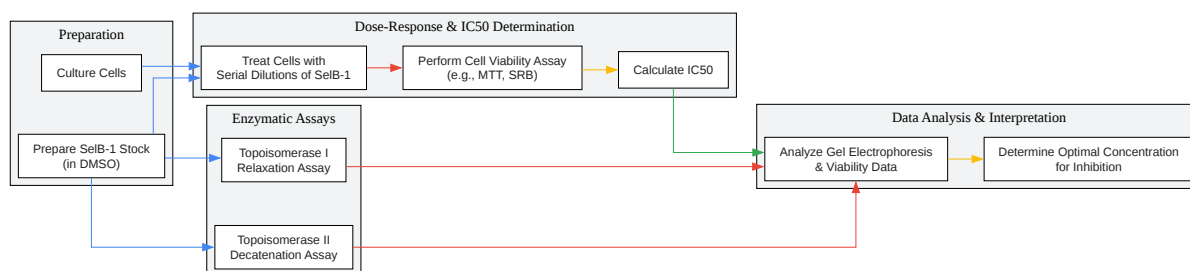 Preparation
Culture Cells
Prepare SelB-1 Stock
(in DMSO)
Dose-Response & IC50 Determination
Treat Cells with
Serial Dilutions of SelB-1
Perform Cell Viability Assay
(e.g., MTT, SRB)
Calculate IC50
Enzymatic Assays
Topoisomerase I
Relaxation Assay
Topoisomerase II
Decatenation Assay
Data Analysis & Interpretation
Analyze Gel Electrophoresis
& Viability Data
Determine Optimal Concentration
for Inhibition